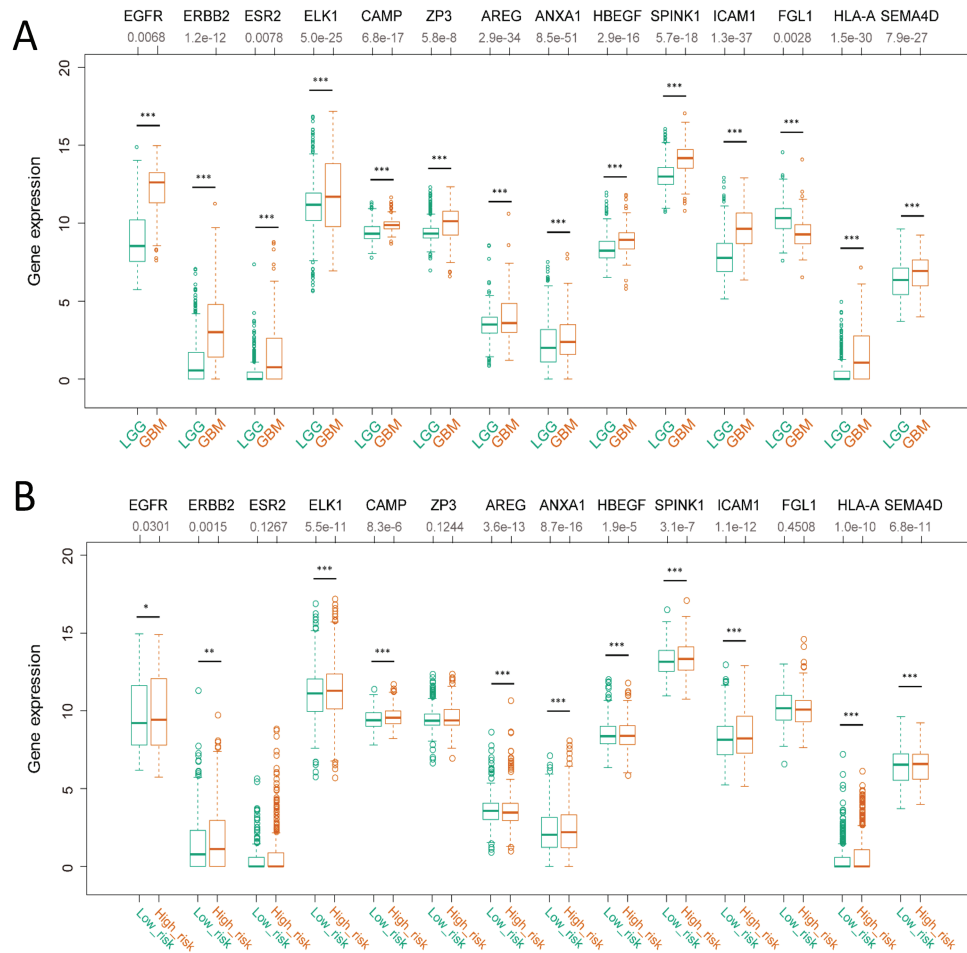 A
EGFR ERBB2 ESR2 ELK1 CAMP ZP3 AREG ANXA1 HBEGF SPINK1 ICAM1 FGL1 HLA-A SEMA4D
0.0068 1.2e-12 0.0078 5.0e-25 6.8e-17 5.8e-8 2.9e-34 8.5e-51 2.9e-16 5.7e-18 1.3e-37 0.0028 1.5e-30 7.9e-27
Gene expression
20
15
10
5
0
*** *** *** *** *** *** *** *** *** *** *** *** *** ***
LGG GBM LGG GBM LGG GBM LGG GBM LGG GBM LGG GBM LGG GBM LGG GBM LGG GBM LGG GBM LGG GBM LGG GBM LGG GBM LGG GBM
B
EGFR ERBB2 ESR2 ELK1 CAMP ZP3 AREG ANXA1 HBEGF SPINK1 ICAM1 FGL1 HLA-A SEMA4D
0.0301 0.0015 0.1267 5.5e-11 8.3e-6 0.1244 3.6e-13 8.7e-16 1.9e-5 3.1e-7 1.1e-12 0.4508 1.0e-10 6.8e-11
Gene expression
20
15
10
5
0
* ** *** *** *** *** *** *** *** *** ***
Low_risk High_risk Low_risk High_risk Low_risk High_risk Low_risk High_risk Low_risk High_risk Low_risk High_risk Low_risk High_risk Low_risk High_risk Low_risk High_risk Low_risk High_risk Low_risk High_risk Low_risk High_risk Low_risk High_risk Low_risk High_risk